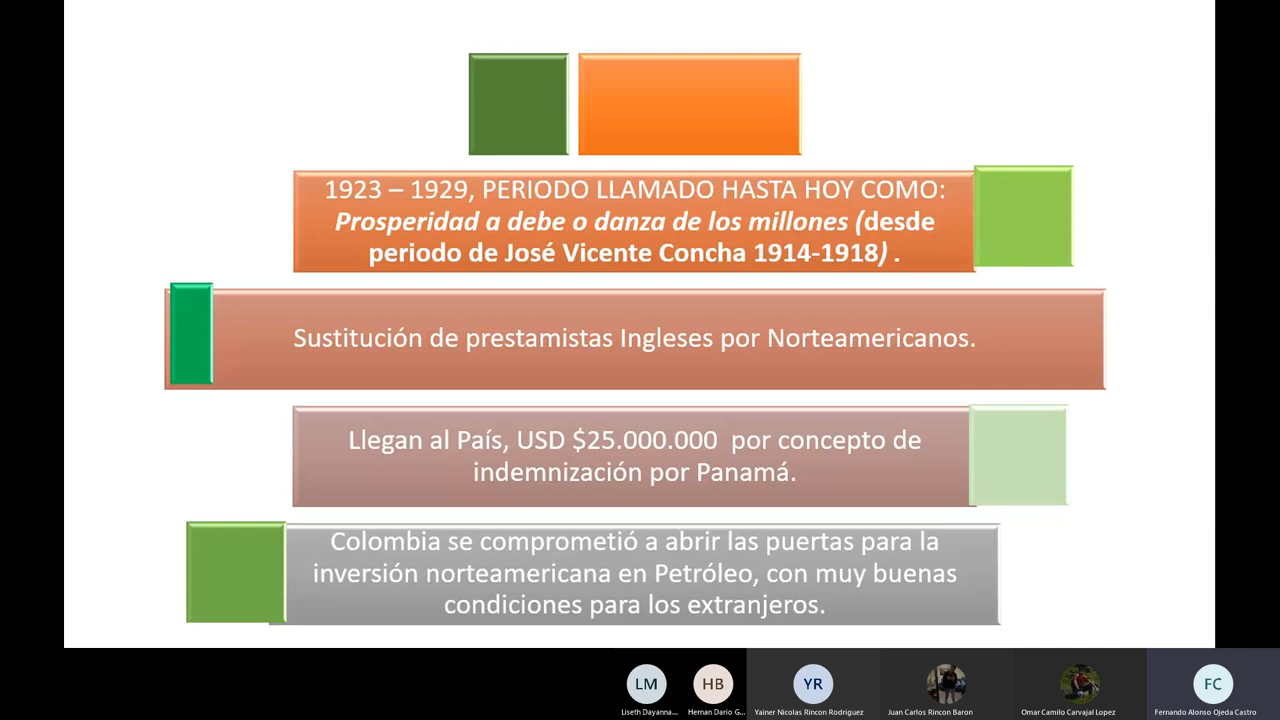 1923 – 1929, PERIODO LLAMADO HASTA HOY COMO:
Prosperidad a debe o danza de los millones (desde
periodo de José Vicente Concha 1914-1918) .
Sustitución de prestamistas Ingleses por Norteamericanos.
Llegan al País, USD $25.000.000 por concepto de
indemnización por Panamá.
Colombia se comprometió a abrir las puertas para la
inversión norteamericana en Petróleo, con muy buenas
condiciones para los extranjeros.
LM
HB
YR
FC
Liseth Dayanna...
Hernan Dario G...
Yainer Nicolas Rincon Rodriguez
Juan Carlos Rincon Baron
Omar Camilo Carvajal Lopez
Fernando Alonso Ojeda Castro